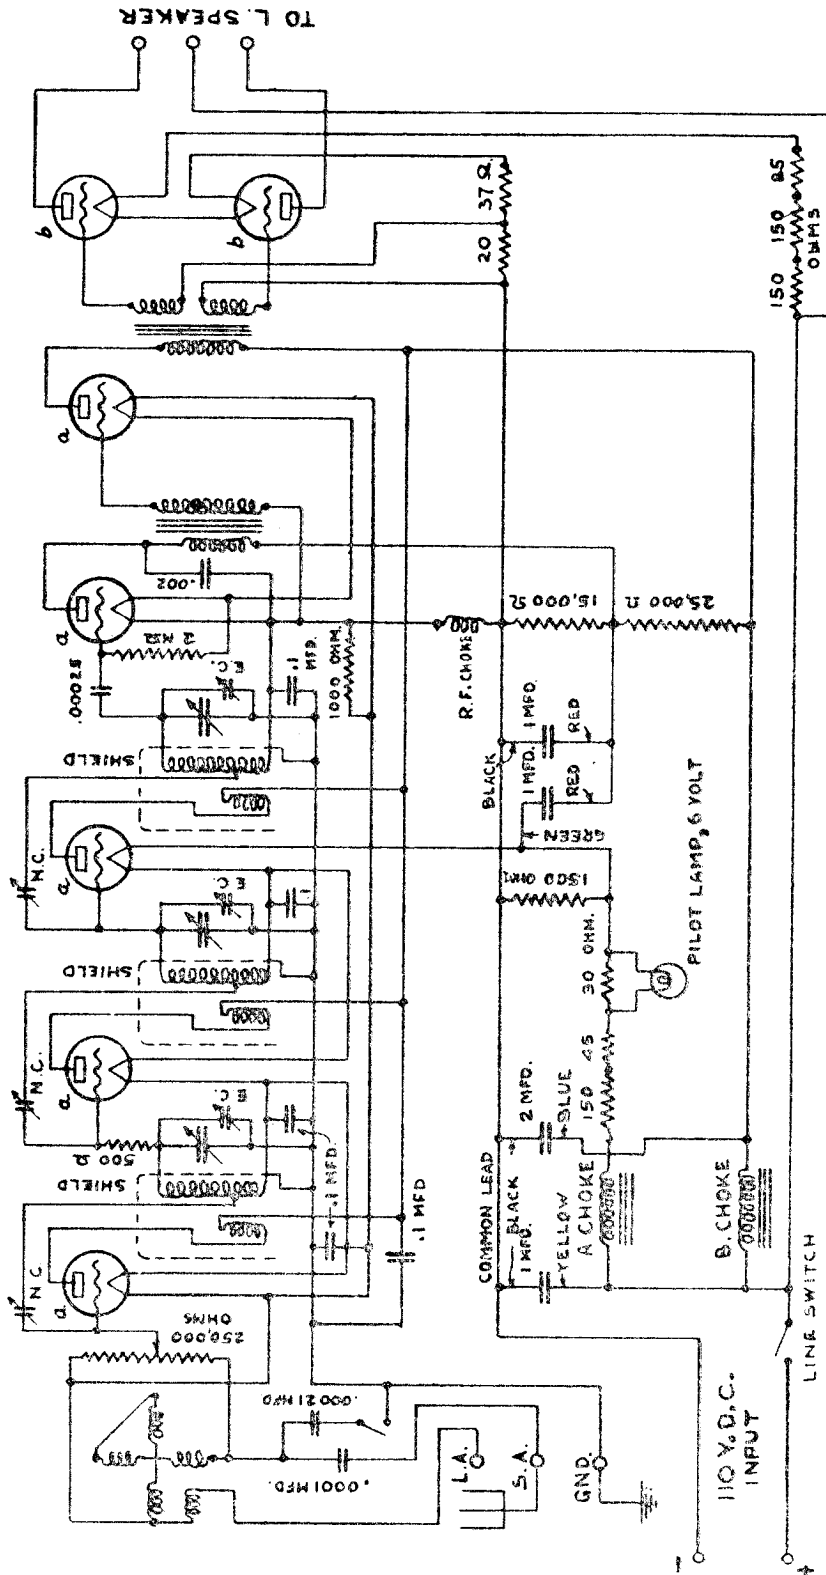 TO L. SPEAKER
b
b
a
a
a
a
a
37 Ω
20
150
150
85
OHMS
.002
2 MΩ
.00025
E.C.
.1
MFD.
1000 OHM.
R.F. CHOKE
15,000 Ω
25,000 Ω
SHIELD
N.C.
BLACK
1 MFD.
RED
1 MFD.
RED
GREEN
1500 OHM
PILOT LAMP, 6 VOLT
30 OHM.
E.C.
.1
SHIELD
N.C.
45
150
2 MFD.
BLUE
500 Ω
E.C.
.1 MFD.
SHIELD
.1 MFD
A CHOKE
B. CHOKE
COMMON LEAD
BLACK
1 MFD.
YELLOW
N.C
250,000
OHMS
.00021 MFD
.0001 MFD.
L.A.
S.A.
GND.
LINE SWITCH
110 V. D.C.
INPUT
-
+